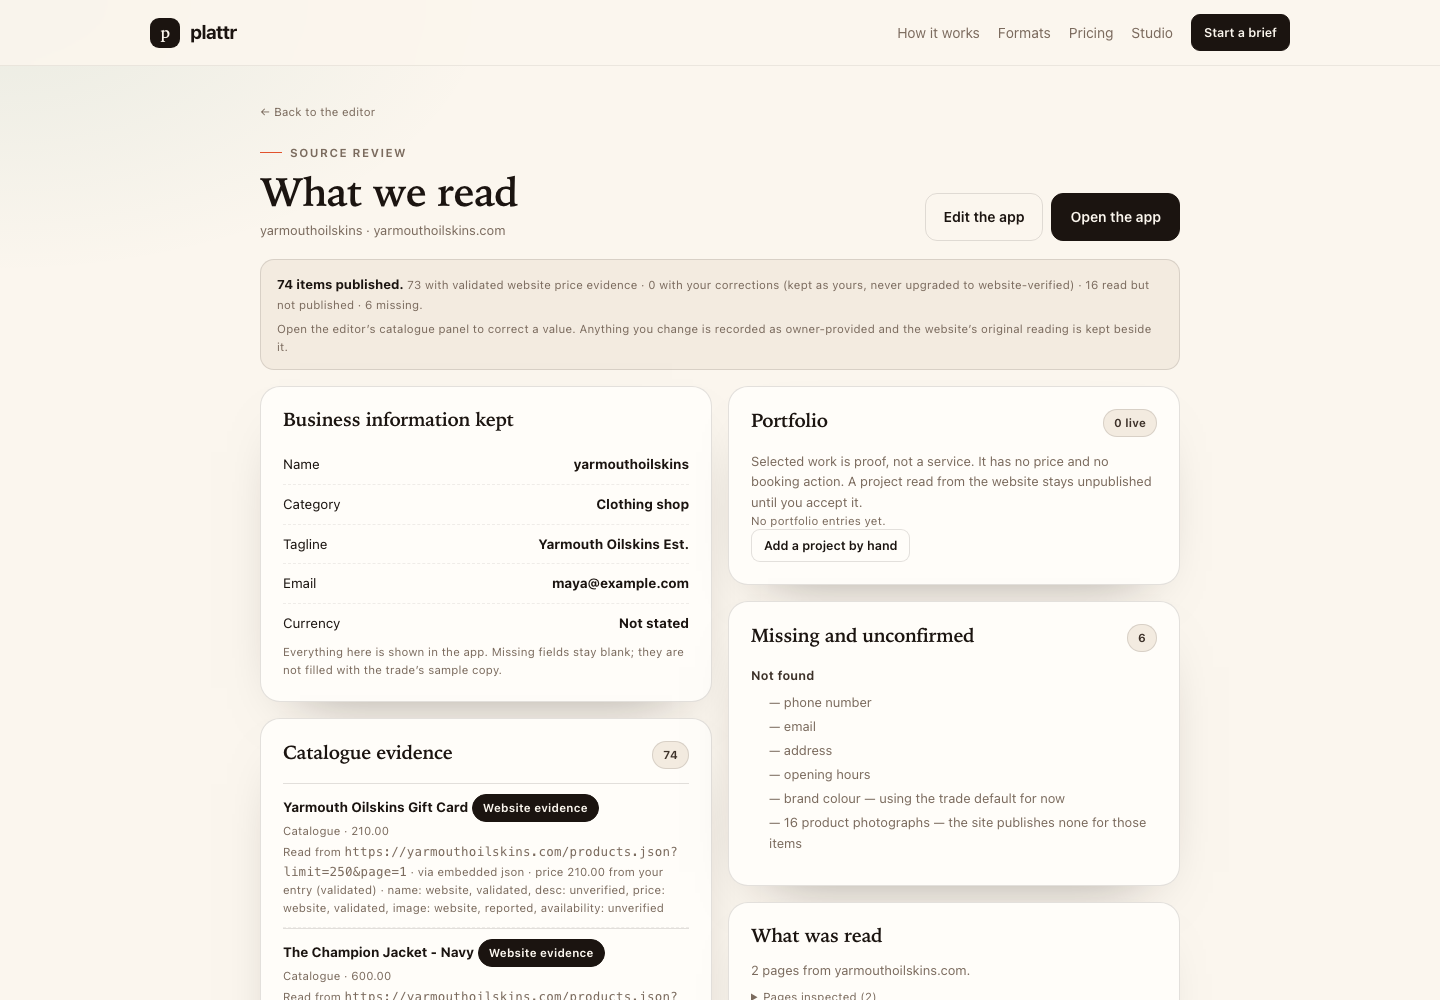 p plattr
How it works Formats Pricing Studio Start a brief
← Back to the editor
SOURCE REVIEW
What we read
yarmouthoilskins · yarmouthoilskins.com
Edit the app Open the app
74 items published. 73 with validated website price evidence · 0 with your corrections (kept as yours, never upgraded to website-verified) · 16 read but
not published · 6 missing.
Open the editor’s catalogue panel to correct a value. Anything you change is recorded as owner-provided and the website’s original reading is kept beside
it.
Business information kept
Name yarmouthoilskins
Category Clothing shop
Tagline Yarmouth Oilskins Est.
Email maya@example.com
Currency Not stated
Everything here is shown in the app. Missing fields stay blank; they are
not filled with the trade’s sample copy.
Catalogue evidence 74
Yarmouth Oilskins Gift Card Website evidence
Catalogue · 210.00
Read from https://yarmouthoilskins.com/products.json?
limit=250&page=1 · via embedded json · price 210.00 from your
entry (validated) · name: website, validated, desc: unverified, price:
website, validated, image: website, reported, availability: unverified
The Champion Jacket - Navy Website evidence
Catalogue · 600.00
Read from https://yarmouthoilskins.com/products.json?
Portfolio 0 live
Selected work is proof, not a service. It has no price and no
booking action. A project read from the website stays unpublished
until you accept it.
No portfolio entries yet.
Add a project by hand
Missing and unconfirmed 6
Not found
— phone number
— email
— address
— opening hours
— brand colour — using the trade default for now
— 16 product photographs — the site publishes none for those
items
What was read
2 pages from yarmouthoilskins.com.
▶ Pages inspected (2)